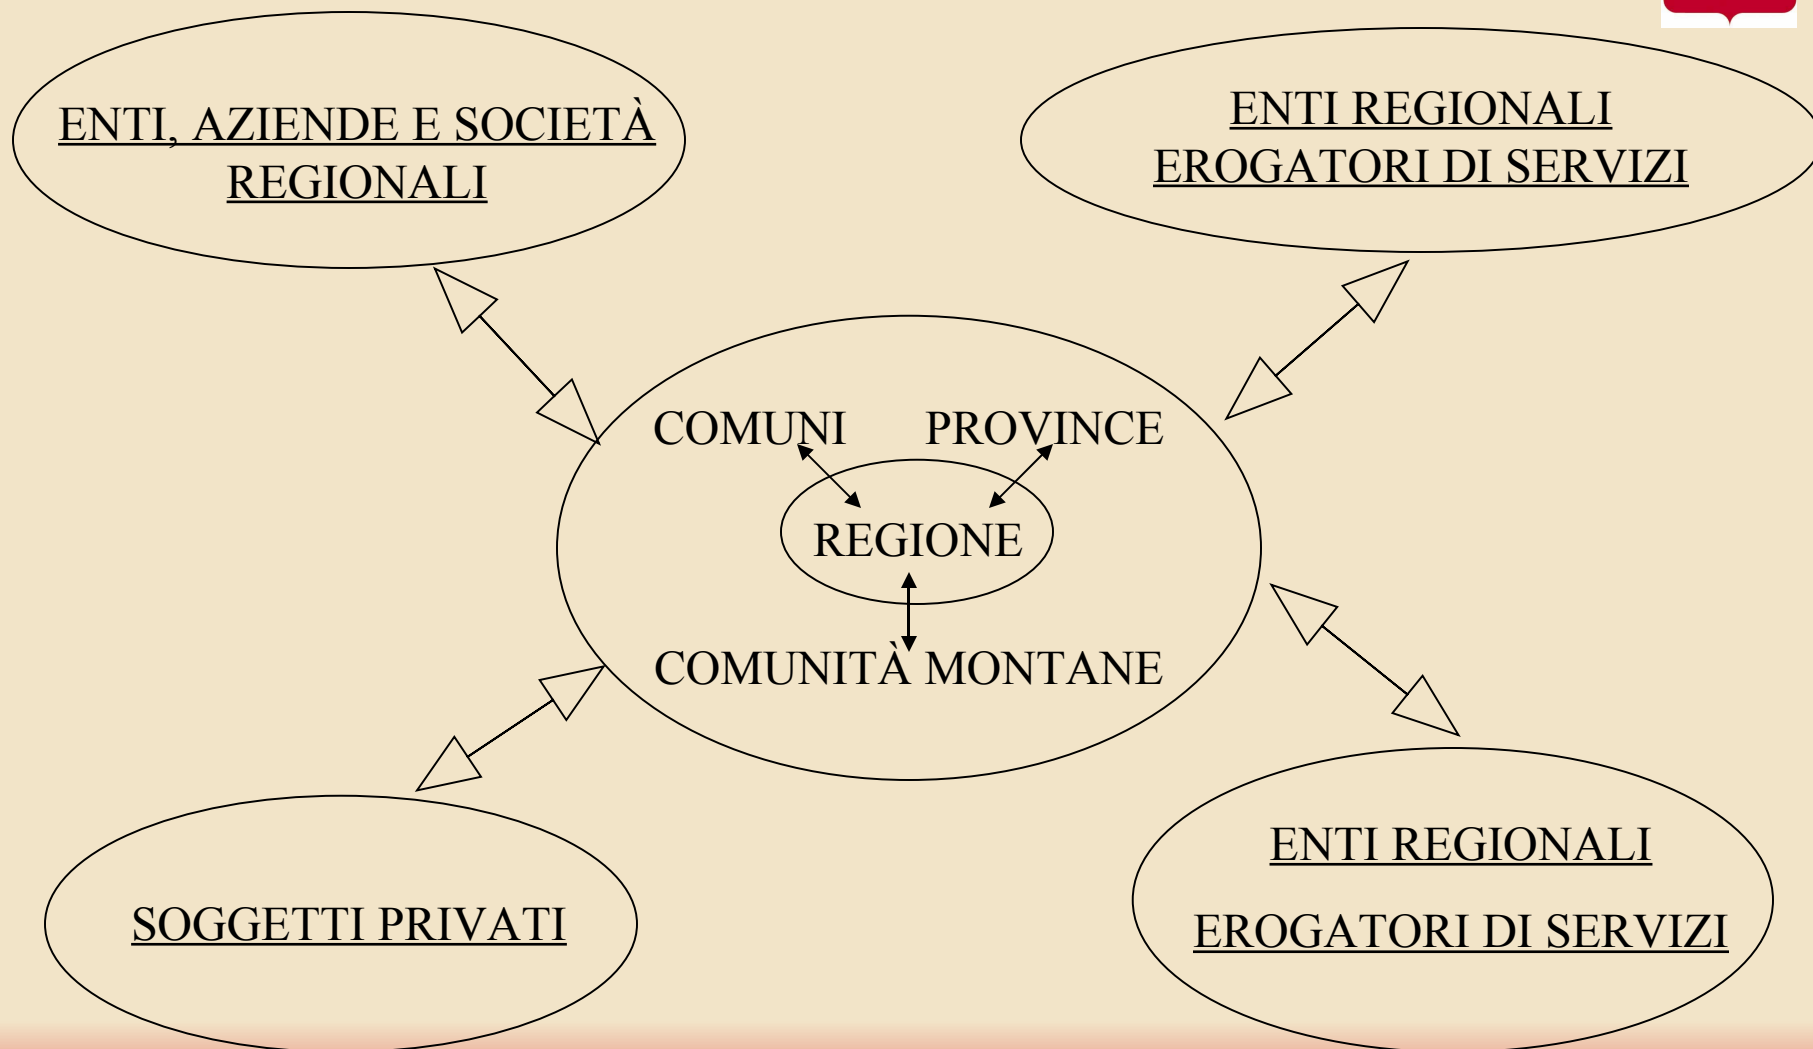 ENTI, AZIENDE E SOCIETÀ
REGIONALI
ENTI REGIONALI
EROGATORI DI SERVIZI
COMUNI
PROVINCE
REGIONE
COMUNITÀ MONTANE
SOGGETTI PRIVATI
ENTI REGIONALI
EROGATORI DI SERVIZI